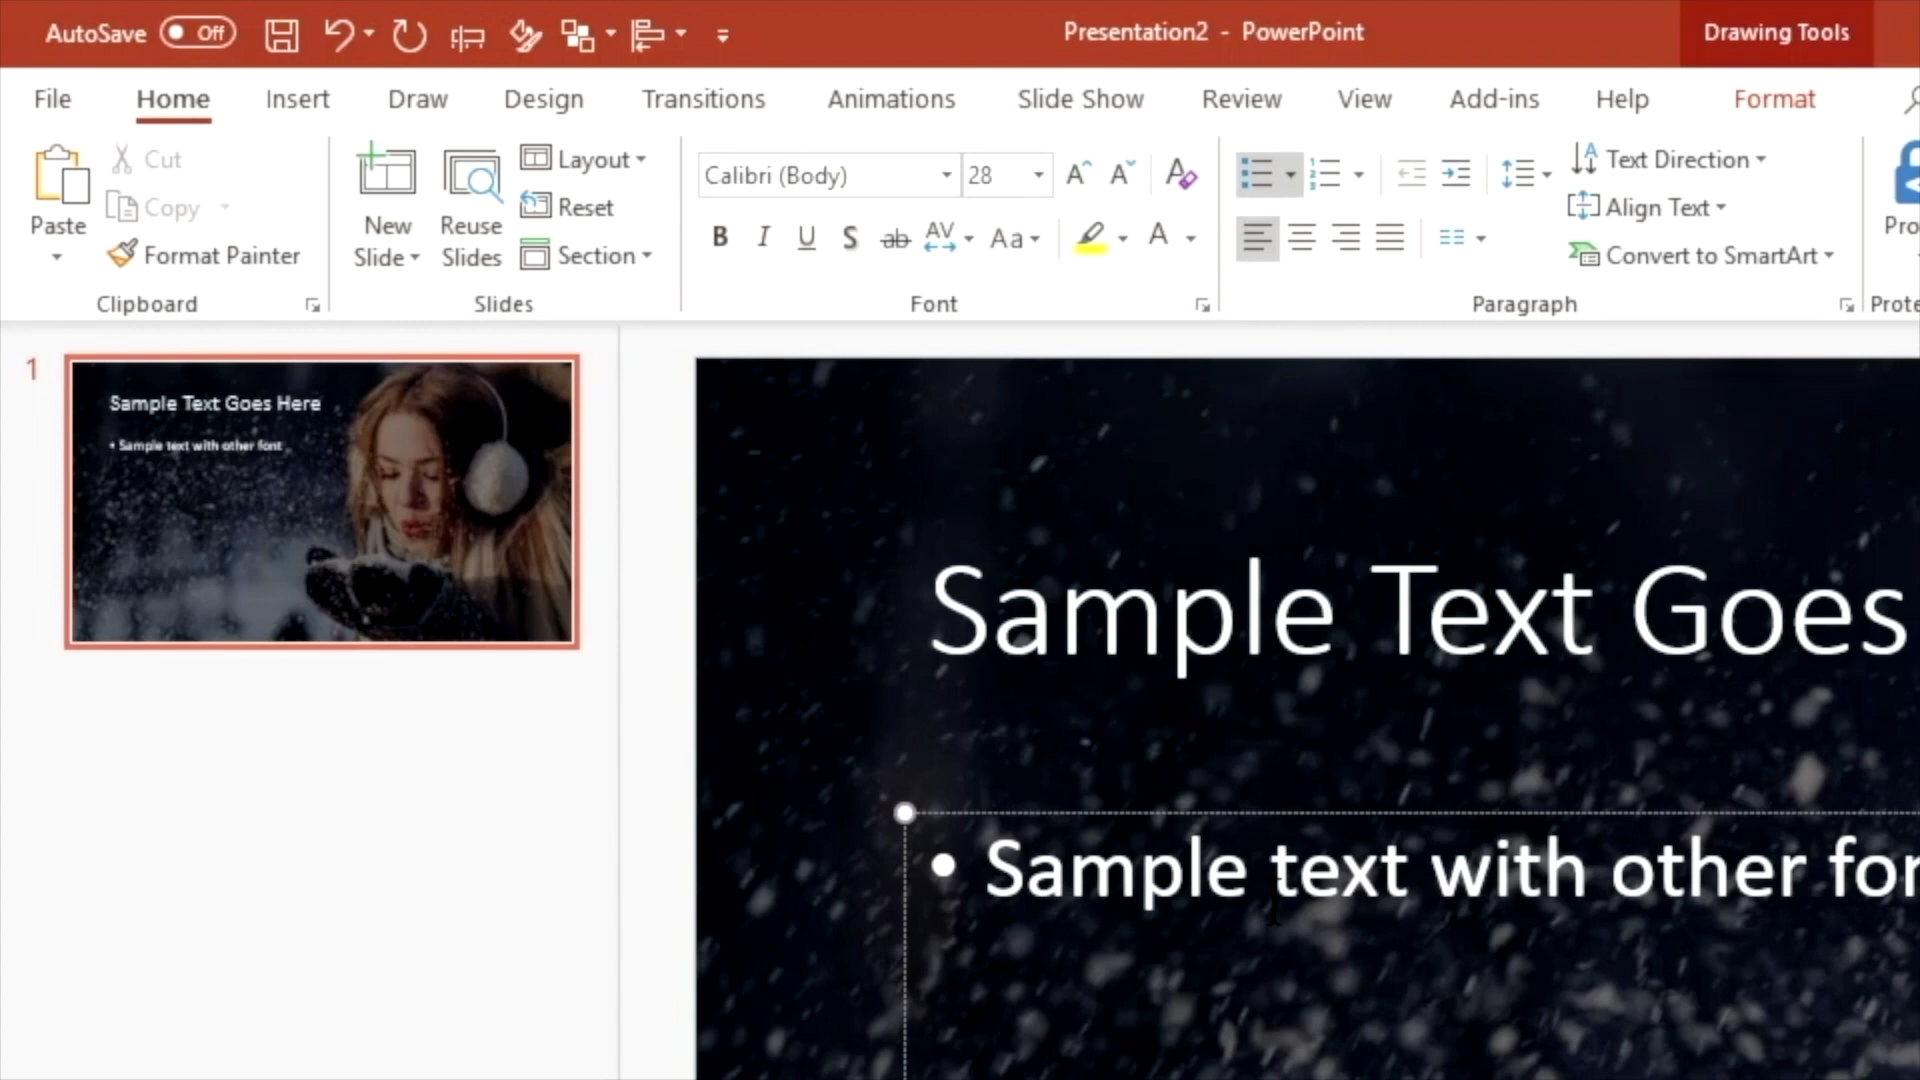 AutoSave Off Presentation2 - PowerPoint Drawing Tools
File Home Insert Draw Design Transitions Animations Slide Show Review View Add-ins Help Format
Paste
Cut
Copy
Format Painter
Clipboard
New Slide
Reuse Slides
Layout
Reset
Section
Slides
Calibri (Body) 28
B I U S ab AV Aa A
Font
Text Direction
Align Text
Convert to SmartArt
Paragraph
1
Sample Text Goes Here
• Sample text with other font
Sample Text Goes
• Sample text with other